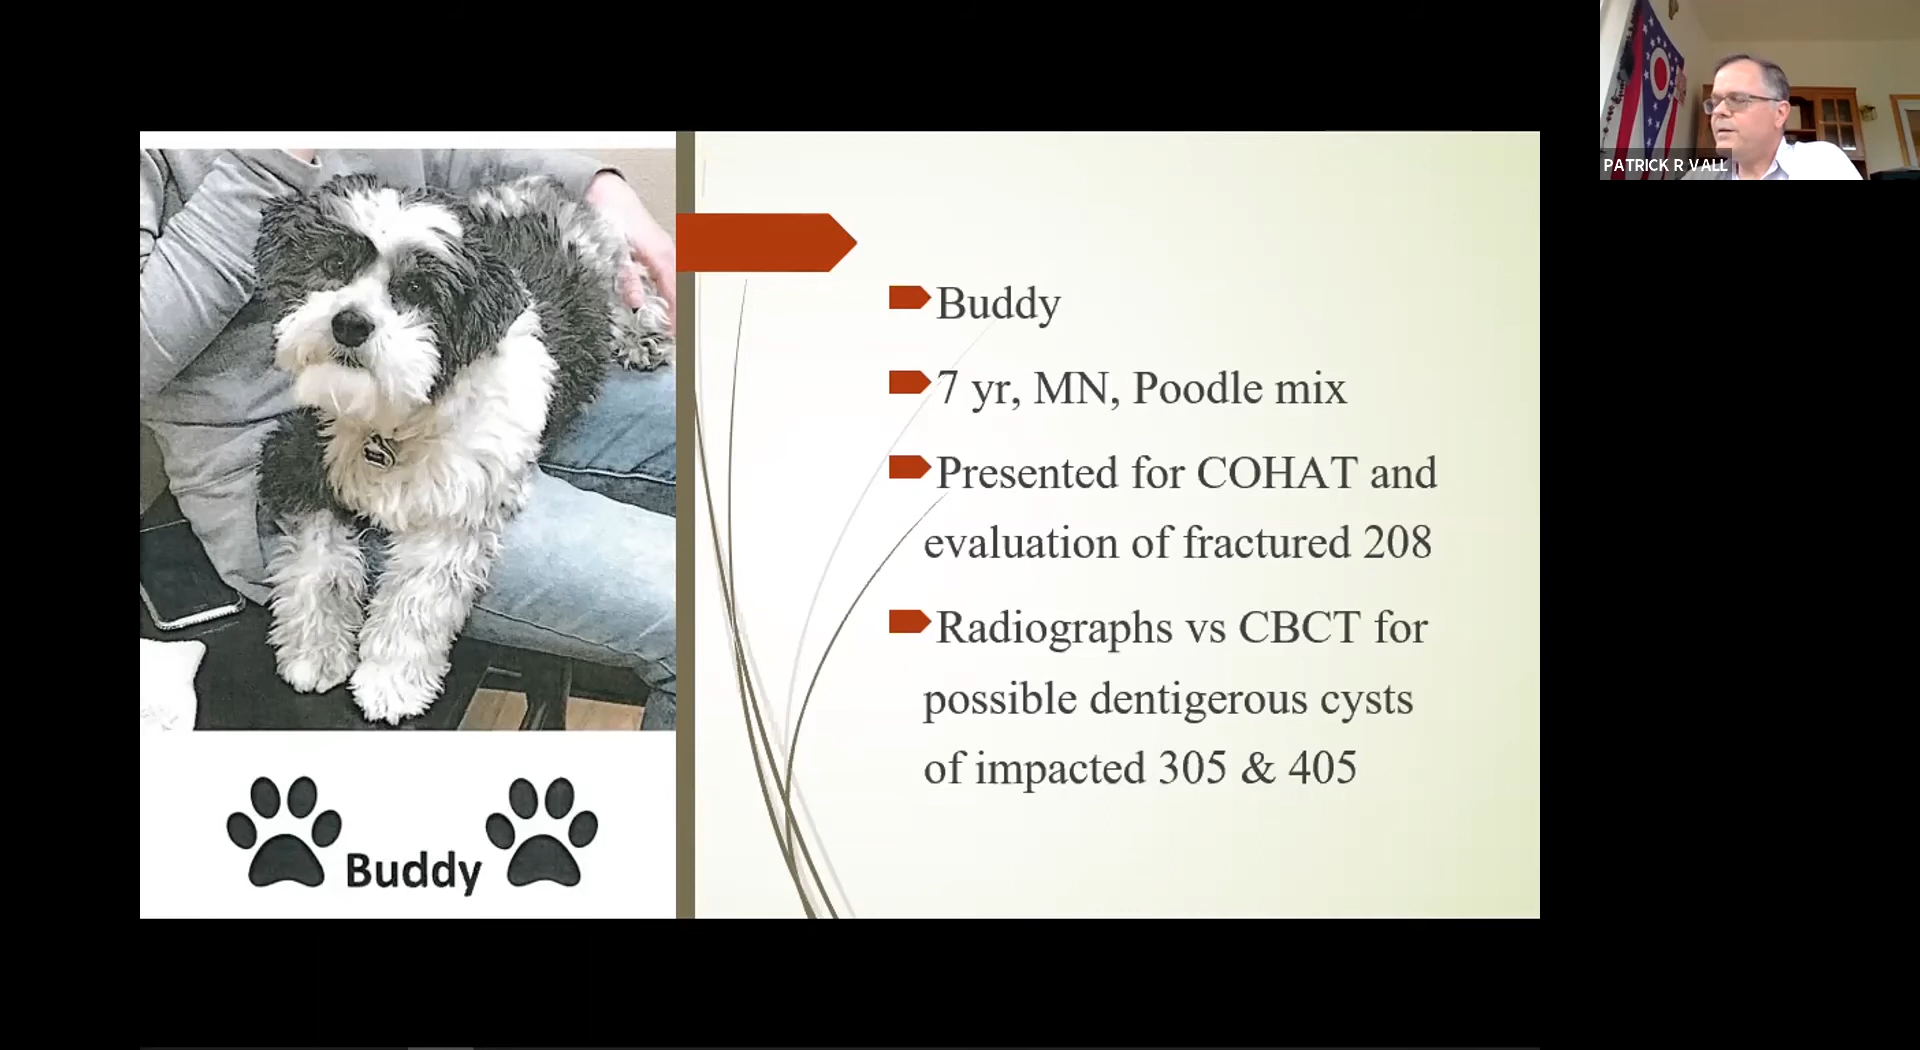 PATRICK R VALL
Buddy
7 yr, MN, Poodle mix
Presented for COHAT and
evaluation of fractured 208
Radiographs vs CBCT for
possible dentigerous cysts
of impacted 305 & 405
Buddy